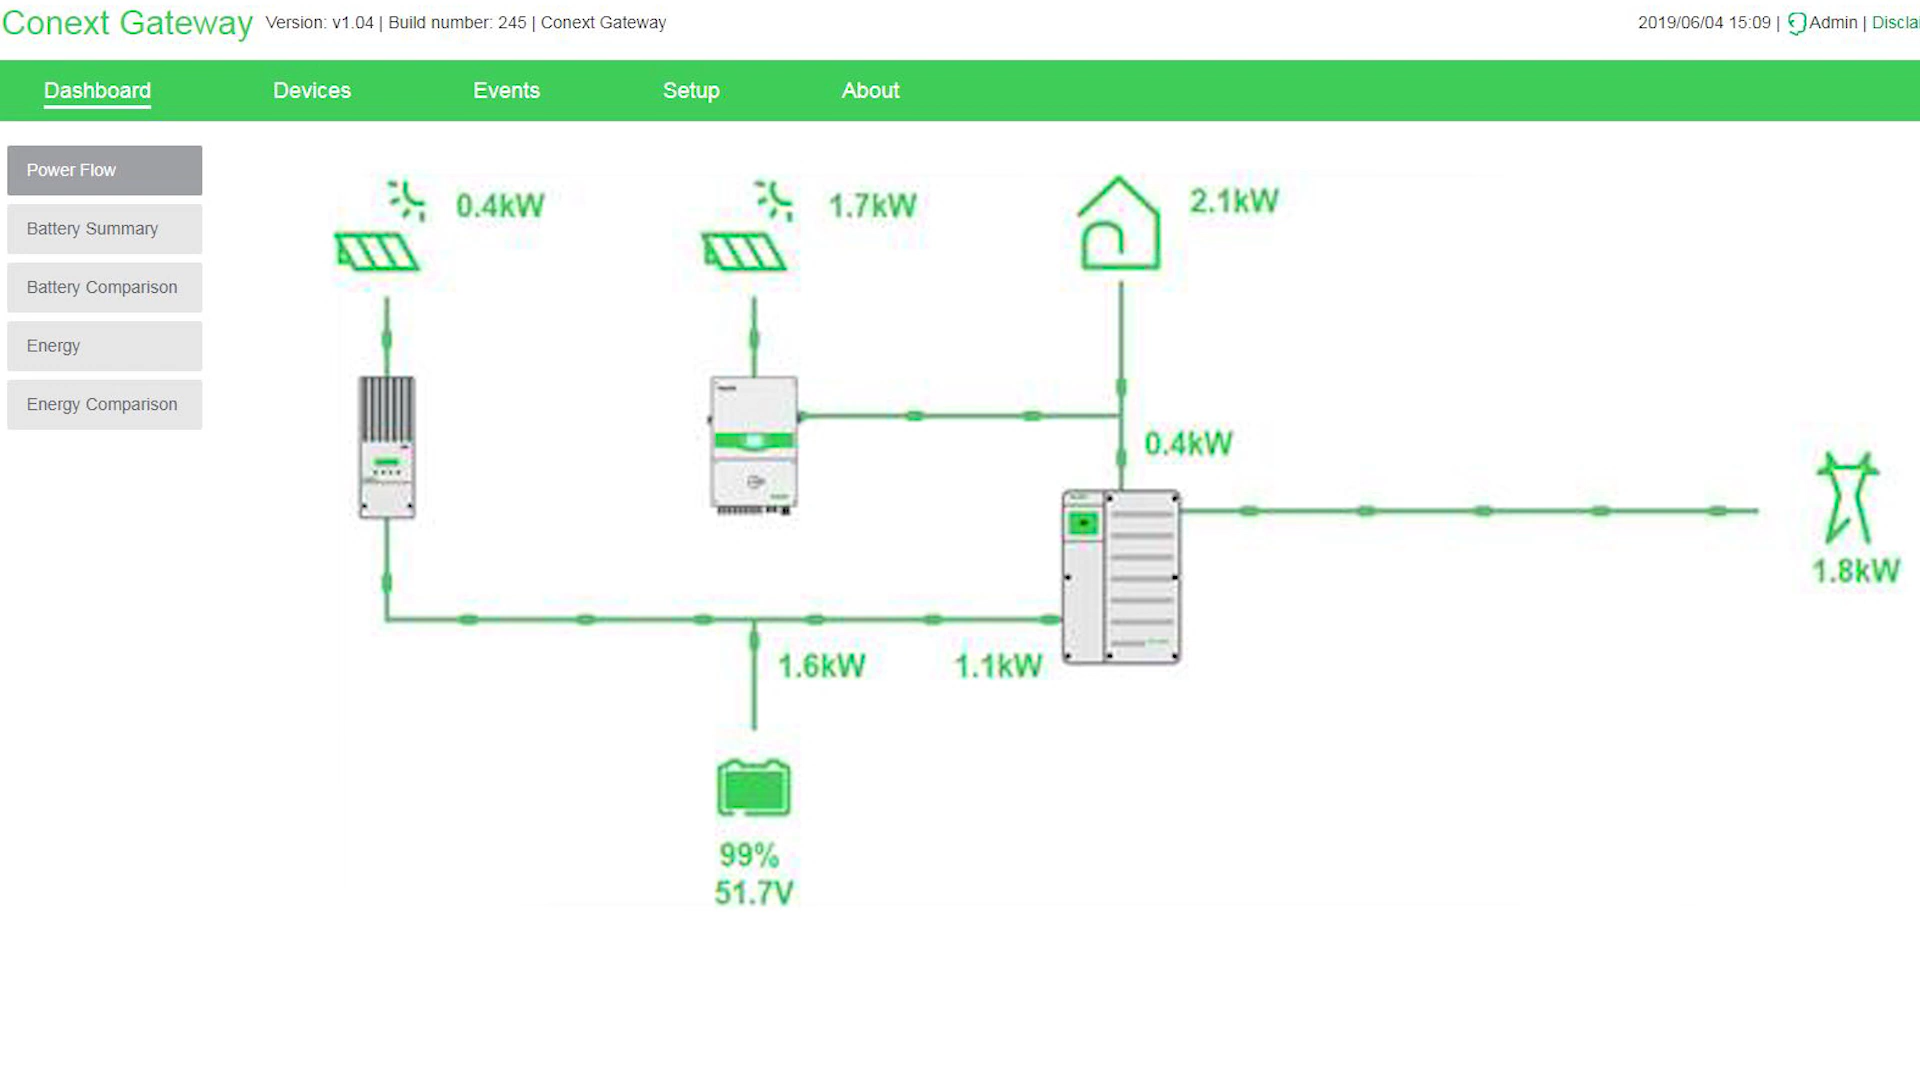 Conext Gateway Version: v1.04 | Build number: 245 | Conext Gateway
2019/06/04 15:09 | Admin | Disclai
Dashboard Devices Events Setup About
Power Flow
Battery Summary
Battery Comparison
Energy
Energy Comparison
0.4kW
1.7kW
2.1kW
0.4kW
1.8kW
1.6kW
1.1kW
99%
51.7V